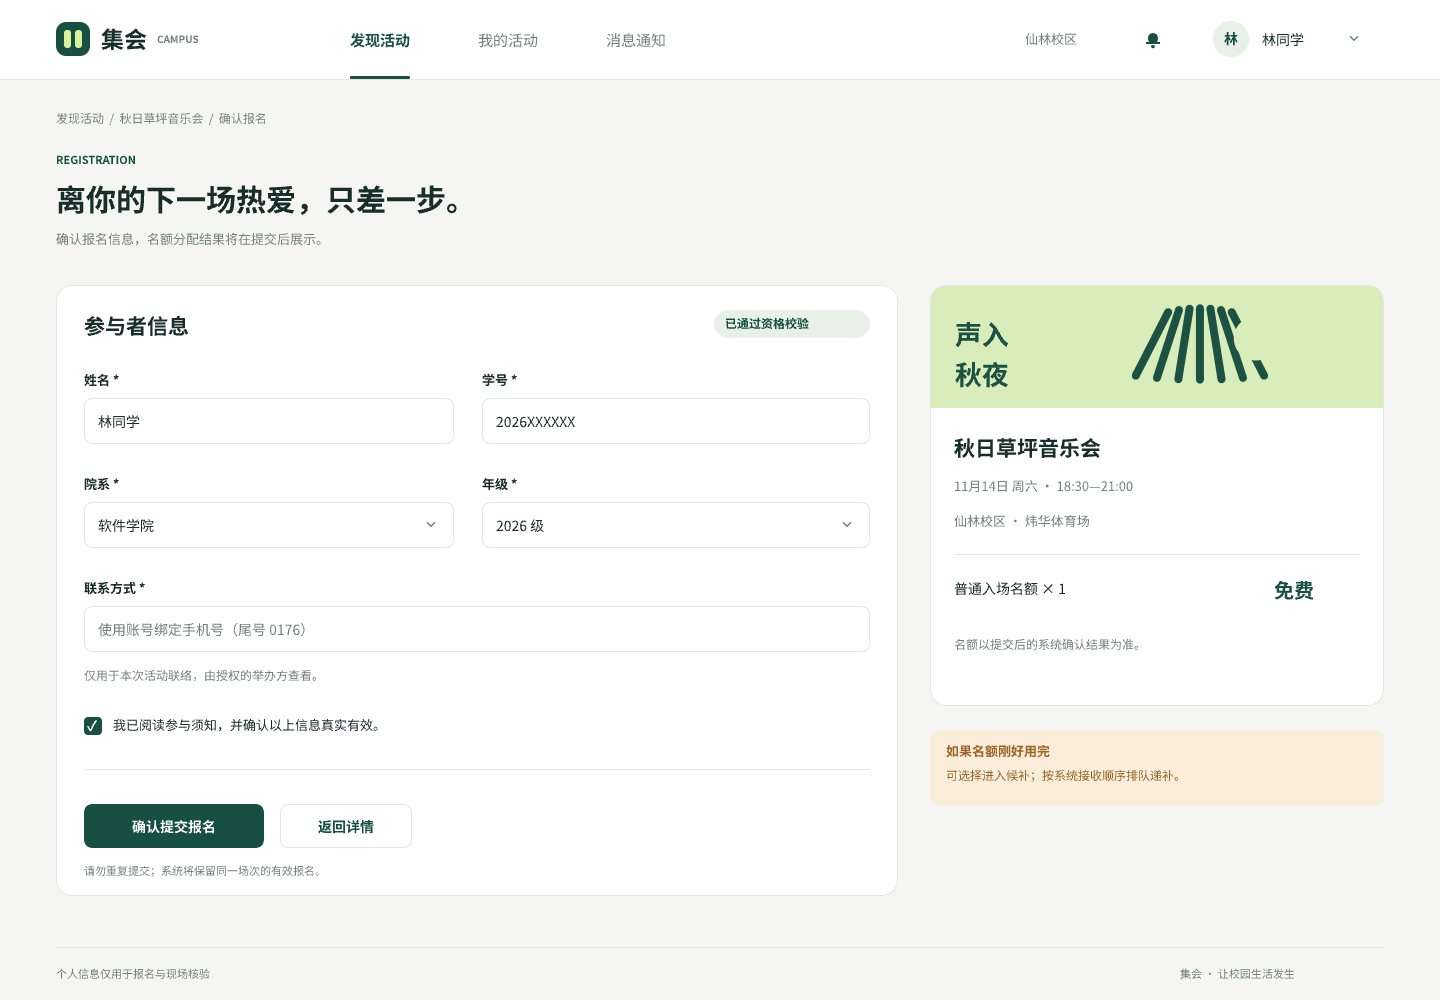 集会 CAMPUS 发现活动 我的活动 消息通知 仙林校区 林 林同学
发现活动 / 秋日草坪音乐会 / 确认报名
REGISTRATION
离你的下一场热爱，只差一步。
确认报名信息，名额分配结果将在提交后展示。
参与者信息 已通过资格校验
姓名 * 学号 *
林同学 2026XXXXXX
院系 * 年级 *
软件学院 2026 级
联系方式 *
使用账号绑定手机号（尾号 0176）
仅用于本次活动联络，由授权的举办方查看。
我已阅读参与须知，并确认以上信息真实有效。
确认提交报名 返回详情
请勿重复提交；系统将保留同一场次的有效报名。
声入
秋夜
秋日草坪音乐会
11月14日 周六 · 18:30—21:00
仙林校区 · 炜华体育场
普通入场名额 × 1 免费
名额以提交后的系统确认结果为准。
如果名额刚好用完
可选择进入候补；按系统接收顺序排队递补。
个人信息仅用于报名与现场核验 集会 · 让校园生活发生